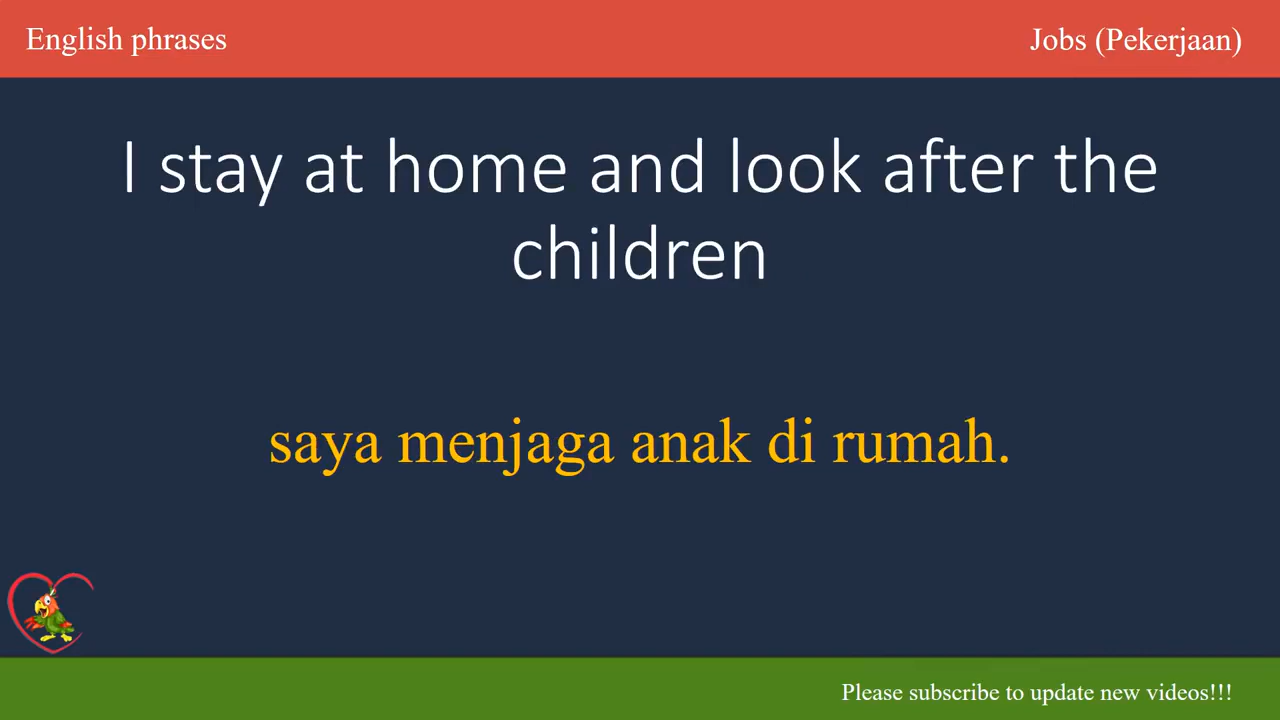 English phrases
Jobs (Pekerjaan)
I stay at home and look after the
children
saya menjaga anak di rumah.
Please subscribe to update new videos!!!